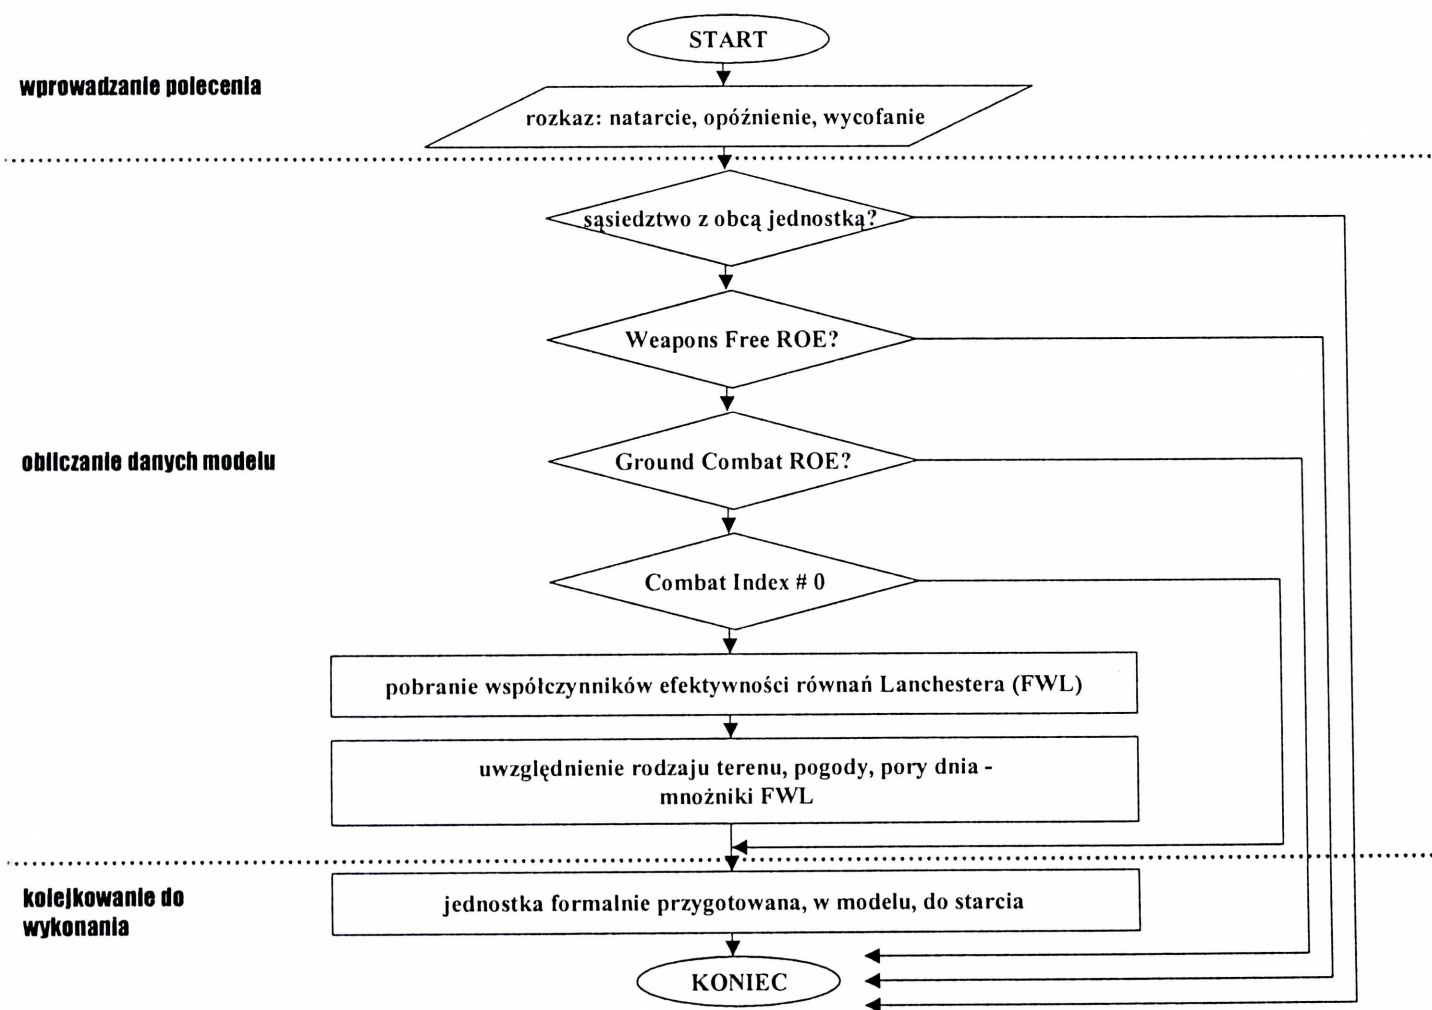 START
wprowadzanie polecenia
rozkaz: natarcie, opóźnienie, wycofanie
sąsiedztwo z obcą jednostką?
Weapons Free ROE?
obliczanie danych modelu
Ground Combat ROE?
Combat Index # 0
pobranie współczynników efektywności równań Lanchestera (FWL)
uwzględnienie rodzaju terenu, pogody, pory dnia -
mnożniki FWL
kolejkowanie do
wykonania
jednostka formalnie przygotowana, w modelu, do starcia
KONIEC